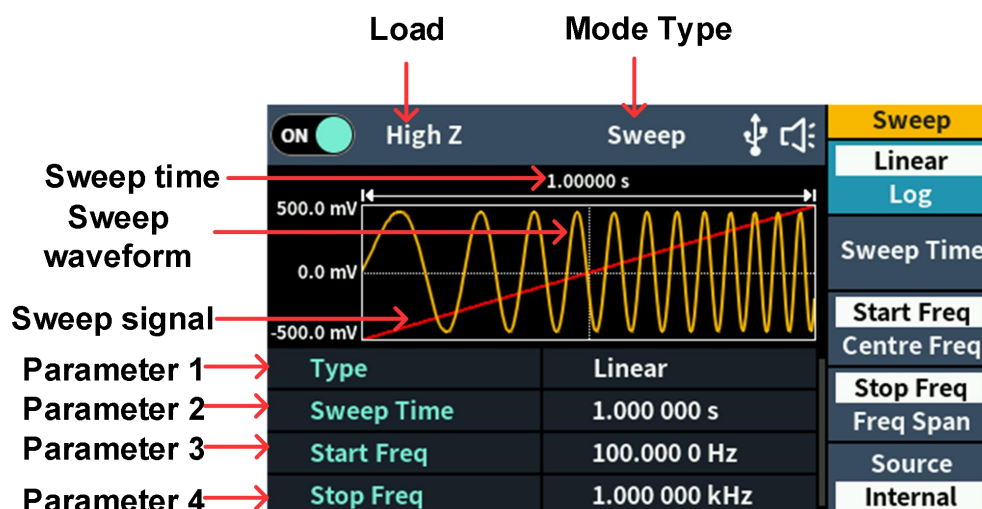 Load
Mode Type
ON
High Z
Sweep
Sweep
Linear
Log
Sweep Time
Start Freq
Centre Freq
Stop Freq
Freq Span
Source
Internal
Sweep time
1.00000 s
Sweep
waveform
500.0 mV
0.0 mV
Sweep signal
-500.0 mV
Parameter 1
Type
Linear
Parameter 2
Sweep Time
1.000 000 s
Parameter 3
Start Freq
100.000 0 Hz
Parameter 4
Stop Freq
1.000 000 kHz